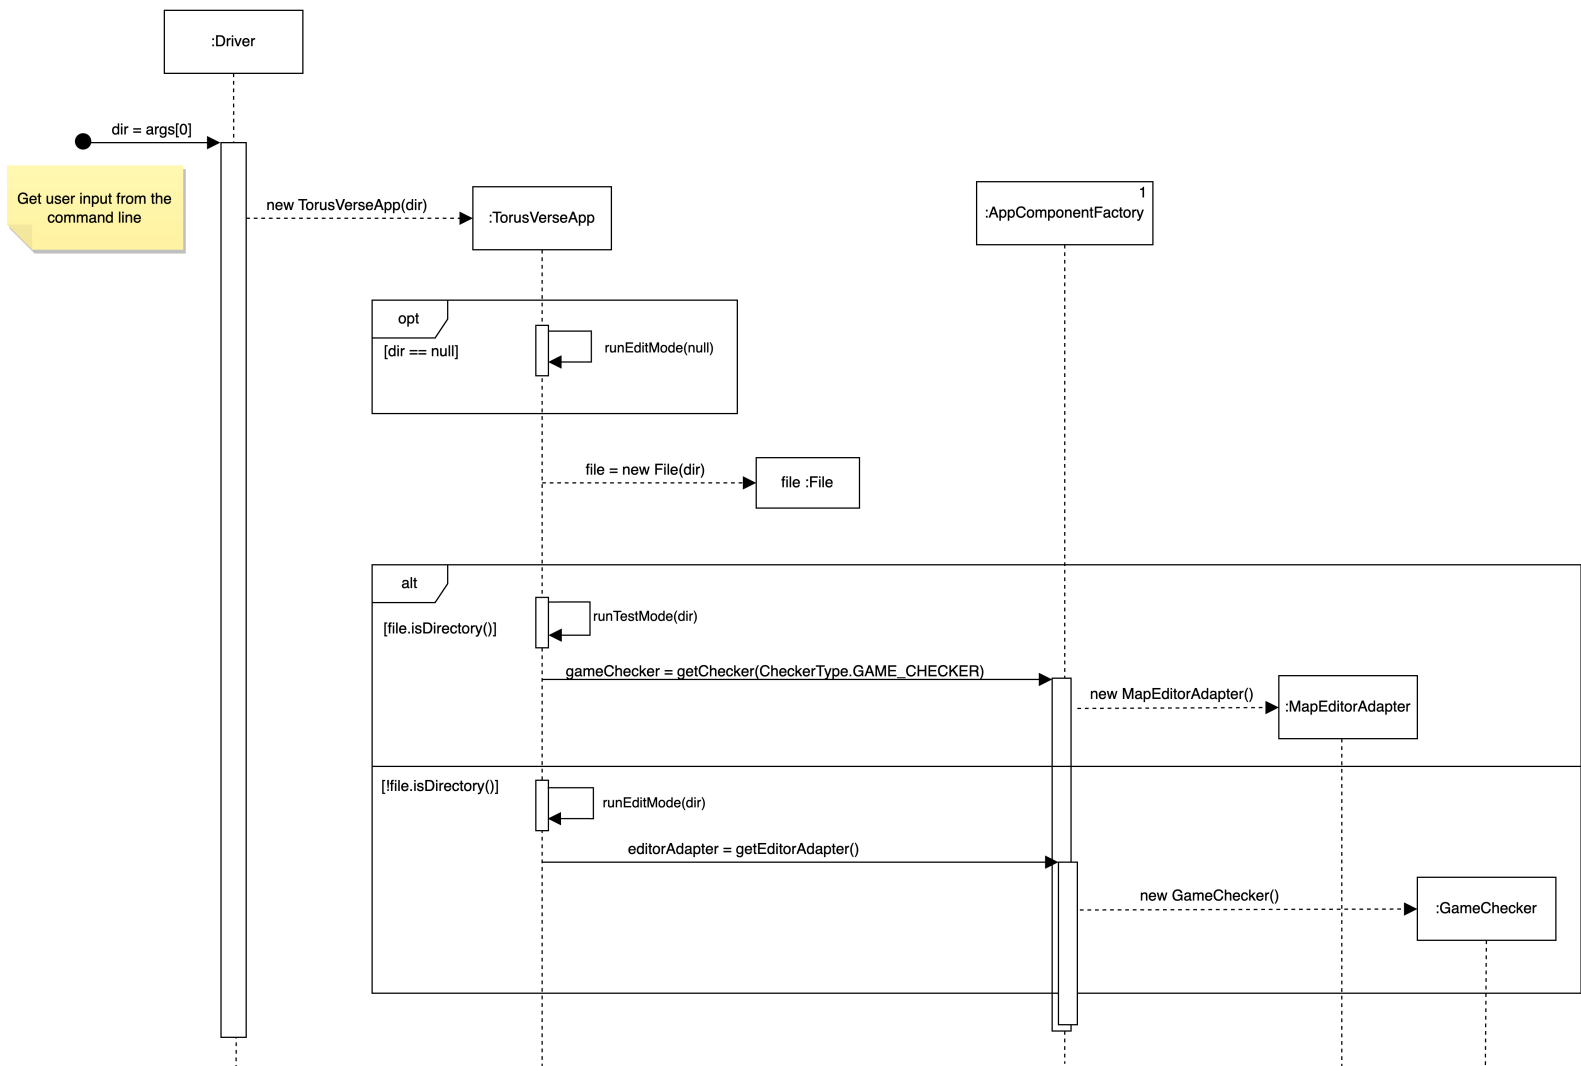 :Driver
dir = args[0]
Get user input from the
command line
new TorusVerseApp(dir)
:TorusVerseApp
1
:AppComponentFactory
opt
[dir == null]
runEditMode(null)
file = new File(dir)
file :File
alt
[file.isDirectory()]
runTestMode(dir)
gameChecker = getChecker(CheckerType.GAME_CHECKER)
new MapEditorAdapter()
:MapEditorAdapter
[!file.isDirectory()]
runEditMode(dir)
editorAdapter = getEditorAdapter()
new GameChecker()
:GameChecker